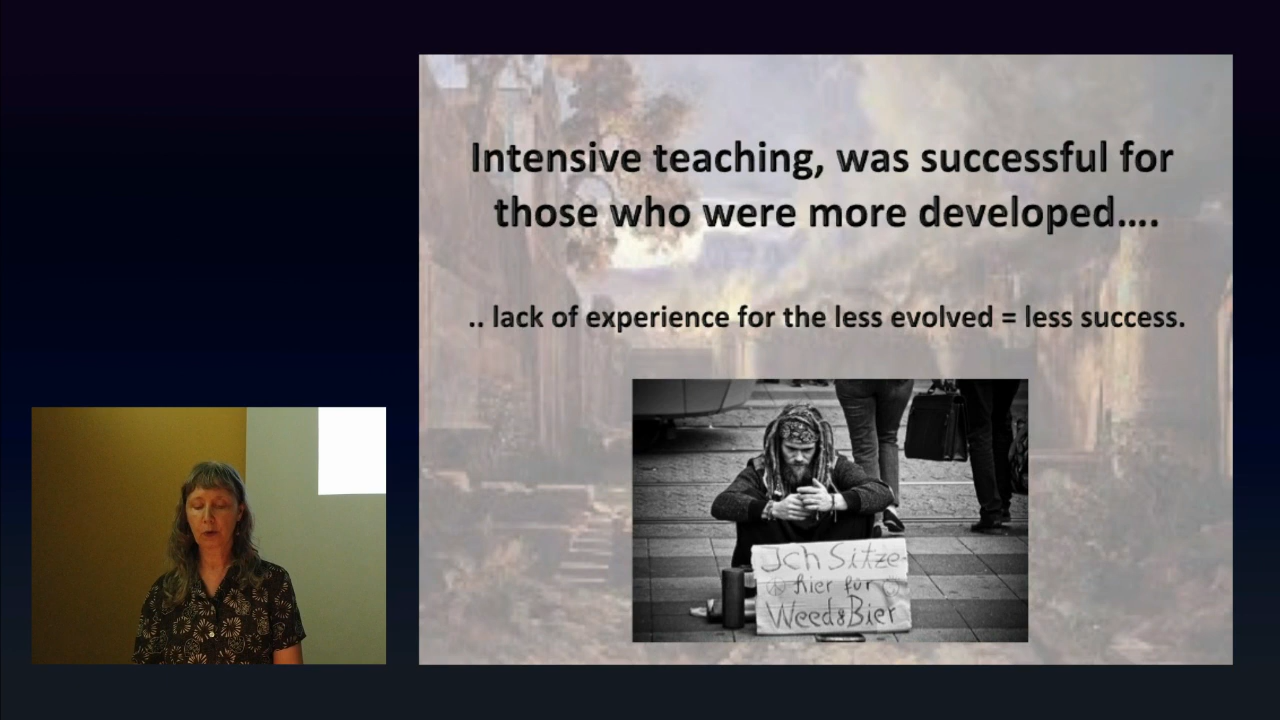 Intensive teaching, was successful for
those who were more developed....
.. lack of experience for the less evolved = less success.
Jch Sitze
hier für
Weed&Bier